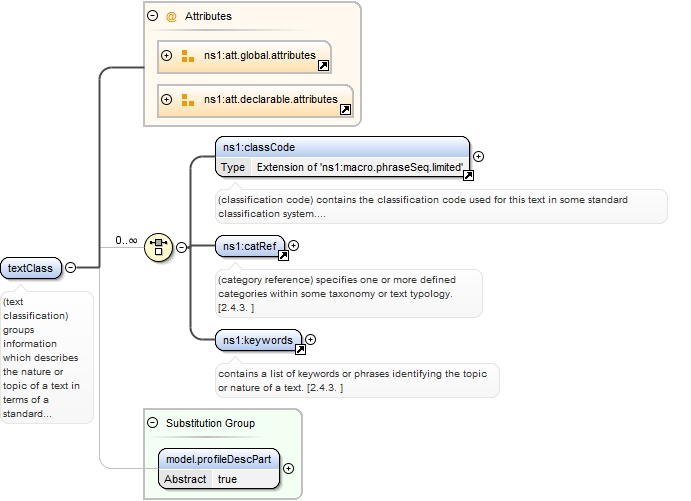 @ Attributes
ns1:att.global.attributes
ns1:att.declarable.attributes
ns1:classCode
Type Extension of 'ns1:macro.phraseSeq.limited'
(classification code) contains the classification code used for this text in some standard
classification system....
0..∞
ns1:catRef
(category reference) specifies one or more defined
categories within some taxonomy or text typology.
[2.4.3. ]
textClass
(text
classification)
groups
information
which describes
the nature or
topic of a text in
terms of a
standard...
ns1:keywords
contains a list of keywords or phrases identifying the topic
or nature of a text. [2.4.3. ]
Substitution Group
model.profileDescPart
Abstract true